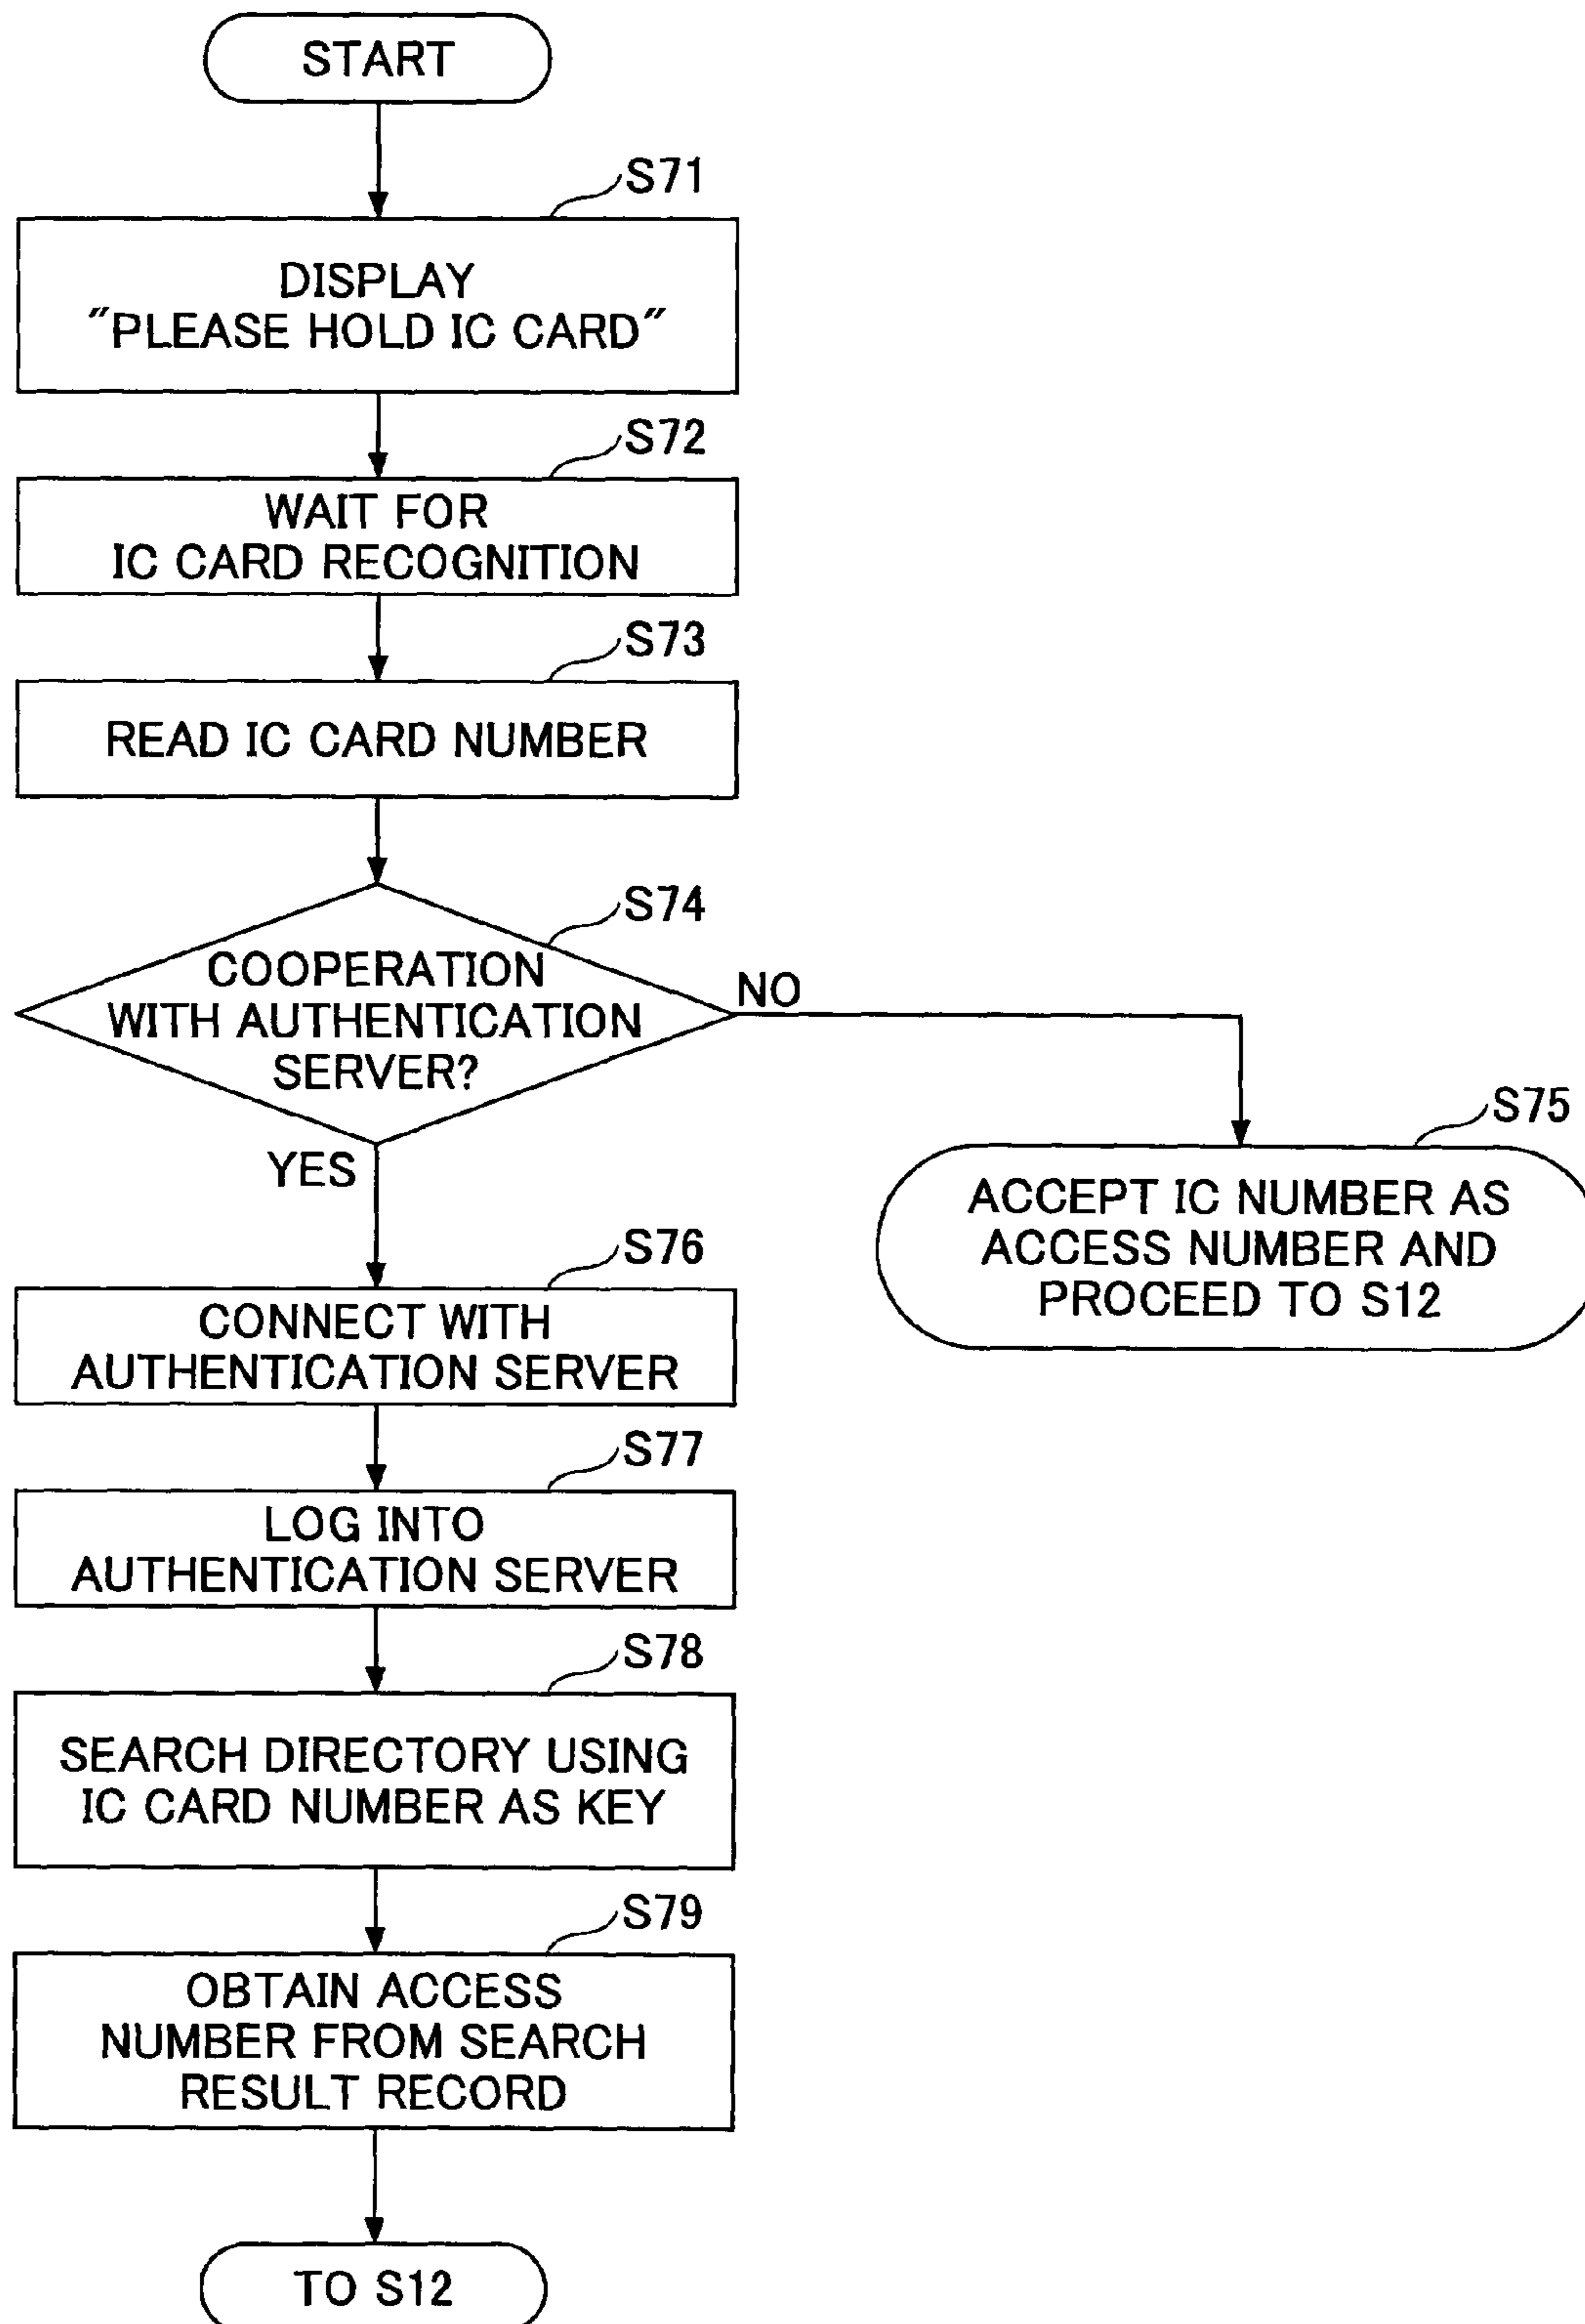 START
S71
DISPLAY
"PLEASE HOLD IC CARD"
S72
WAIT FOR
IC CARD RECOGNITION
S73
READ IC CARD NUMBER
S74
COOPERATION
WITH AUTHENTICATION
SERVER?
NO
YES
S75
ACCEPT IC NUMBER AS
ACCESS NUMBER AND
PROCEED TO S12
S76
CONNECT WITH
AUTHENTICATION SERVER
S77
LOG INTO
AUTHENTICATION SERVER
S78
SEARCH DIRECTORY USING
IC CARD NUMBER AS KEY
S79
OBTAIN ACCESS
NUMBER FROM SEARCH
RESULT RECORD
TO S12